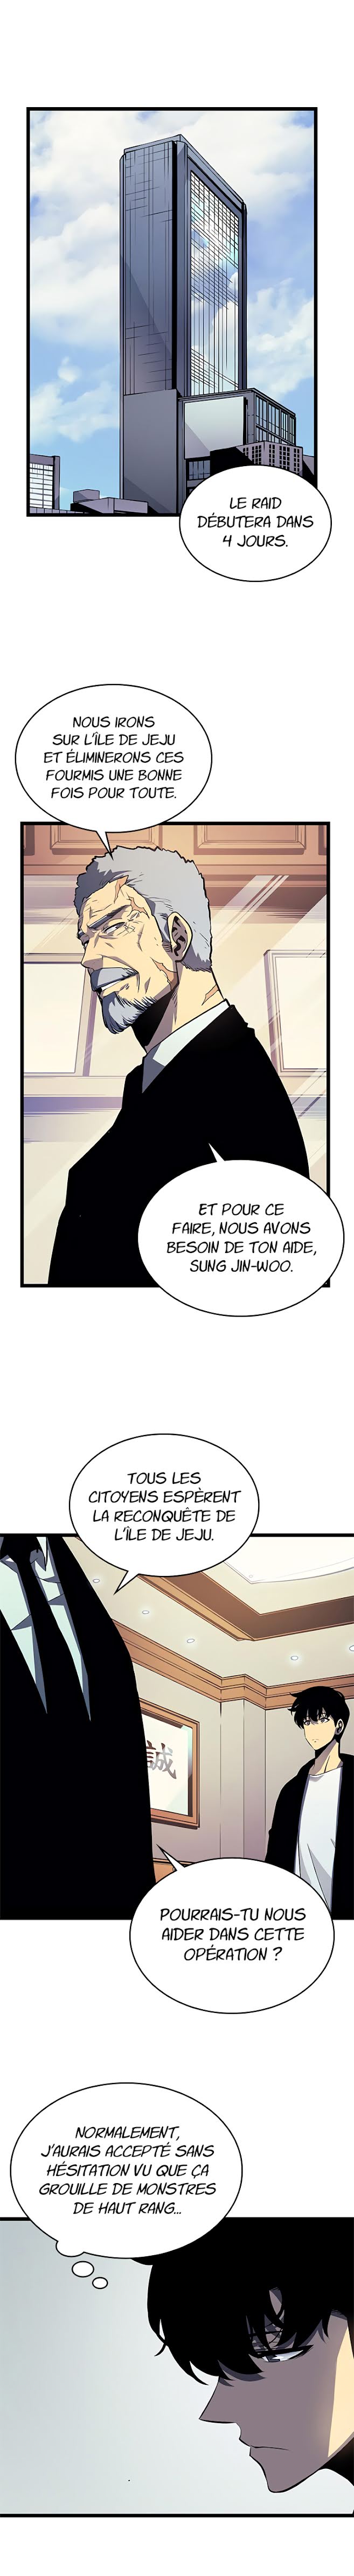 LE RAID
DÉBUTERA DANS
4 JOURS.
NOUS IRONS
SUR L'ÎLE DE JEJU
ET ÉLIMINERONS CES
FOURMIS UNE BONNE
FOIS POUR TOUTE.
ET POUR CE
FAIRE, NOUS AVONS
BESOIN DE TON AIDE,
SUNG JIN-WOO.
TOUS LES
CITOYENS ESPÈRENT
LA RECONQUÊTE DE
L'ÎLE DE JEJU.
誠
POURRAIS-TU NOUS
AIDER DANS CETTE
OPÉRATION ?
NORMALEMENT,
J'AURAIS ACCEPTÉ SANS
HÉSITATION VU QUE ÇA
GROUILLE DE MONSTRES
DE HAUT RANG...